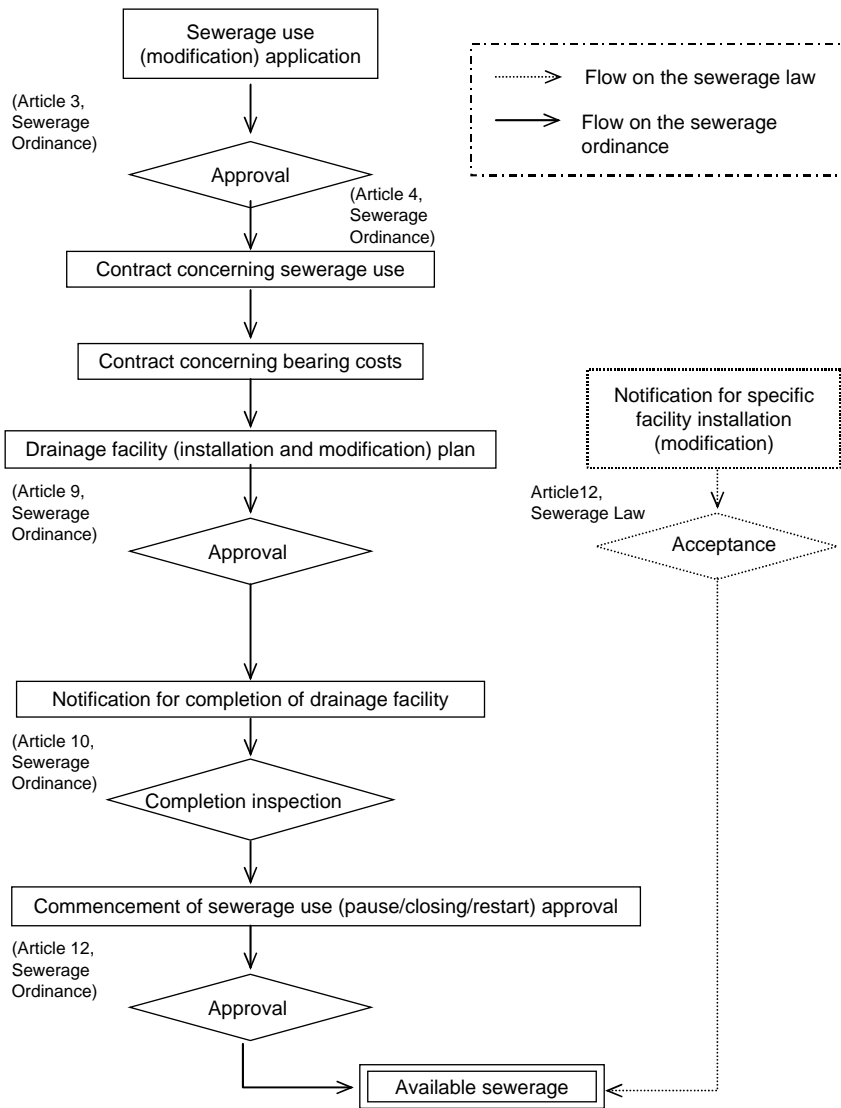 Sewerage use
(modification) application
Flow on the sewerage law
Flow on the sewerage
ordinance
(Article 3,
Sewerage
Ordinance)
Approval
(Article 4,
Sewerage
Ordinance)
Contract concerning sewerage use
Contract concerning bearing costs
Drainage facility (installation and modification) plan
(Article 9,
Sewerage
Ordinance)
Approval
Notification for specific
facility installation
(modification)
Article12,
Sewerage Law
Acceptance
Notification for completion of drainage facility
(Article 10,
Sewerage
Ordinance)
Completion inspection
Commencement of sewerage use (pause/closing/restart) approval
(Article 12,
Sewerage
Ordinance)
Approval
Available sewerage